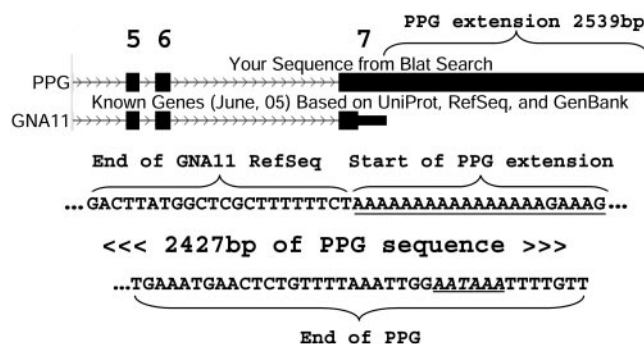 PPG extension 2539bp
5 6 7
Your Sequence from Blat Search
PPG
Known Genes (June, 05) Based on UniProt, RefSeq, and GenBank
GNA11
End of GNA11 RefSeq Start of PPG extension
...GACTTATGGCTCGCTTTTTTCTAAAAAAAAAAAAAAAAAGAAAG...
<<< 2427bp of PPG sequence >>>
...TGAAATGAACTCTGTTTTAAATTGGAATAAATTTTGTT
End of PPG